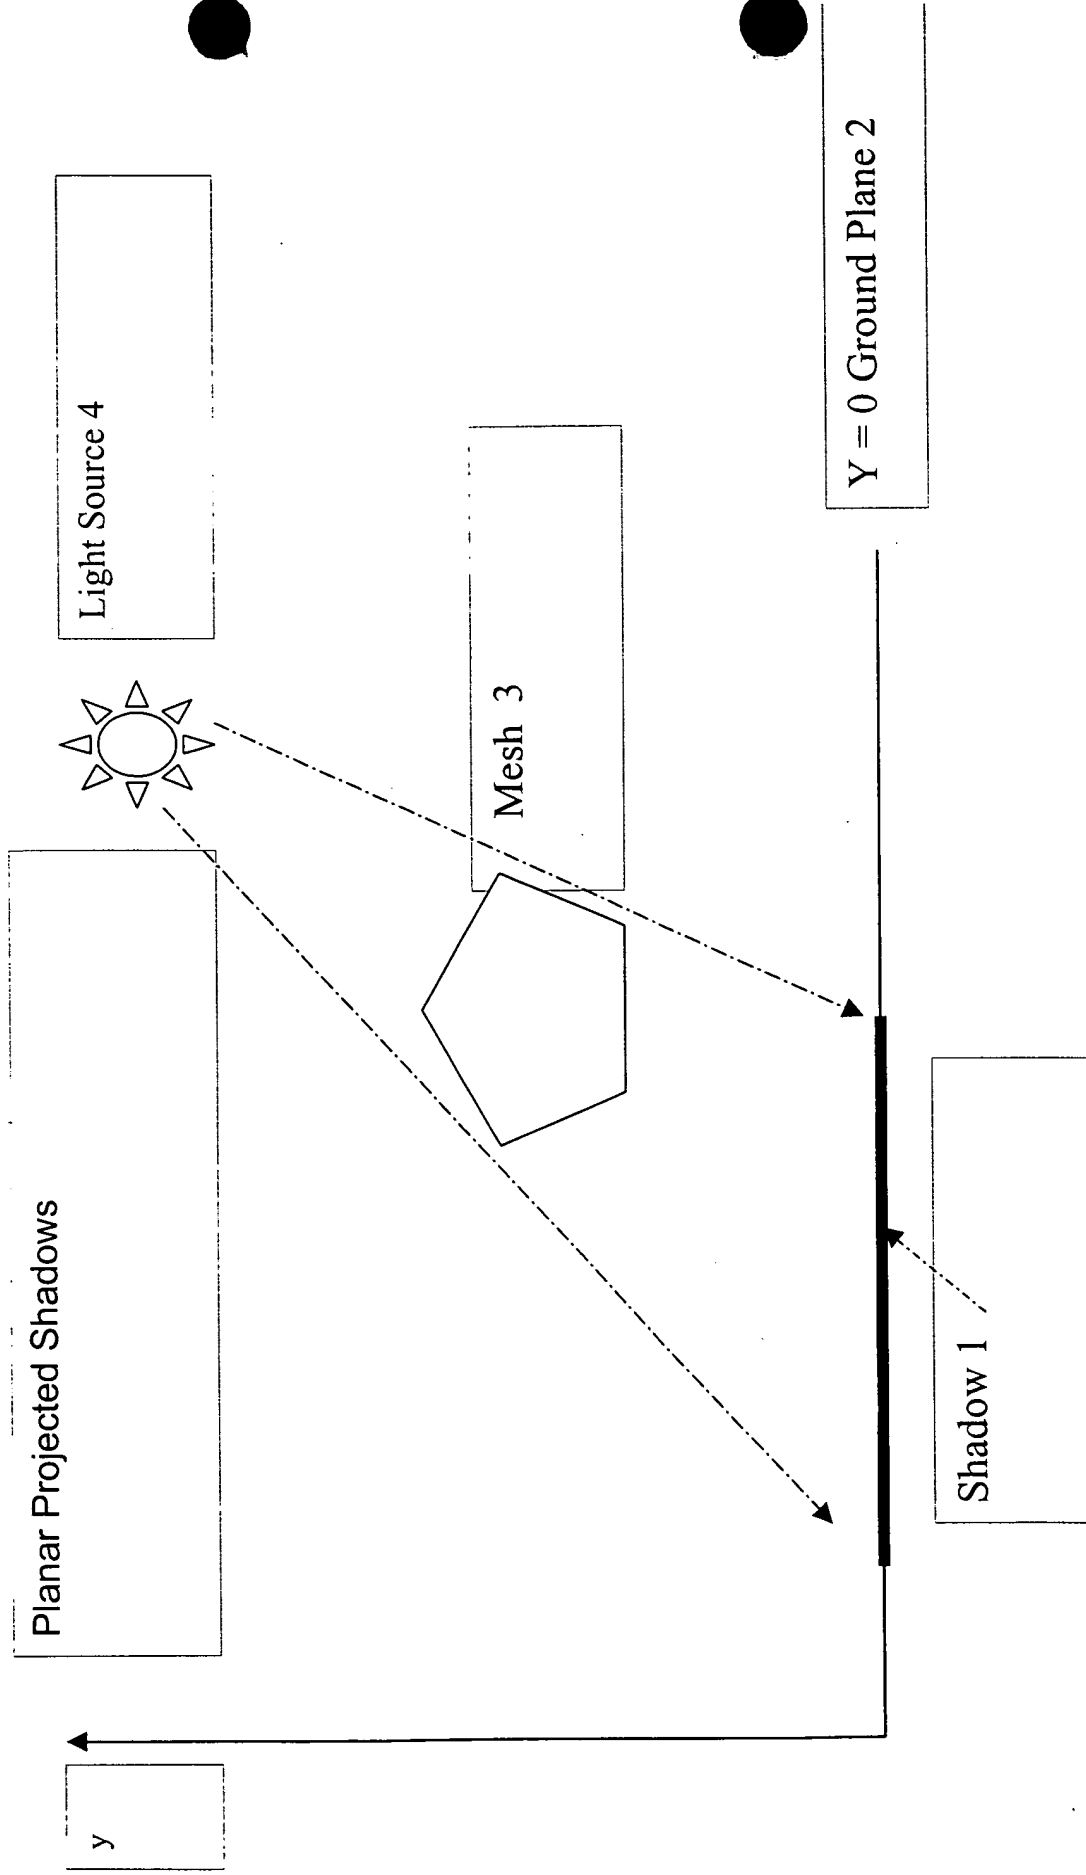 Planar Projected Shadows
y
Light Source 4
Mesh 3
Y = 0 Ground Plane 2
Shadow 1